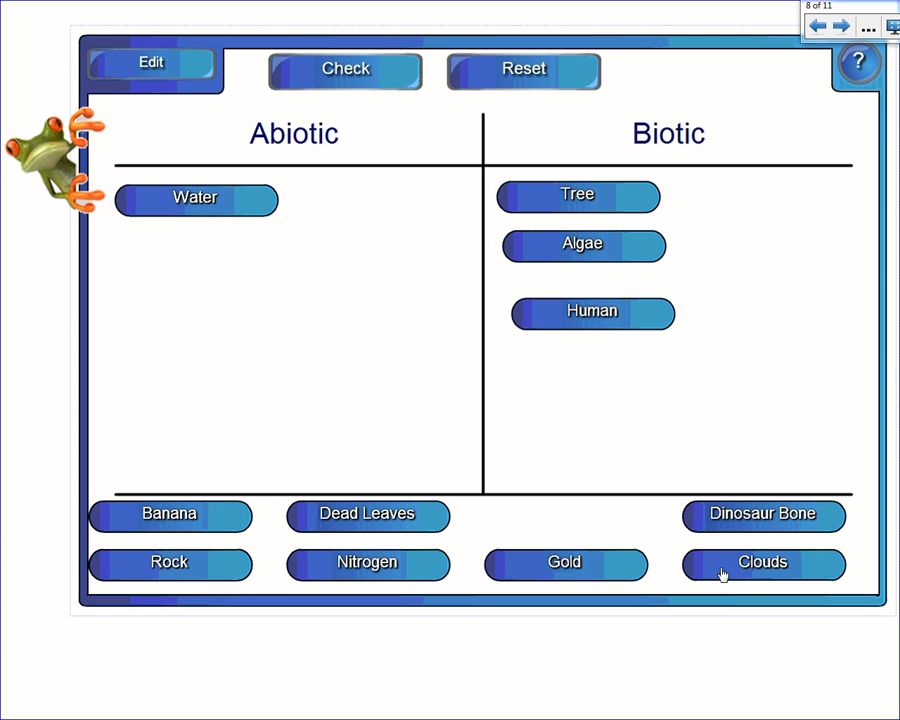 8 of 11
...
Edit
Check
Reset
?
Abiotic
Biotic
Water
Tree
Algae
Human
Banana
Dead Leaves
Dinosaur Bone
Rock
Nitrogen
Gold
Clouds